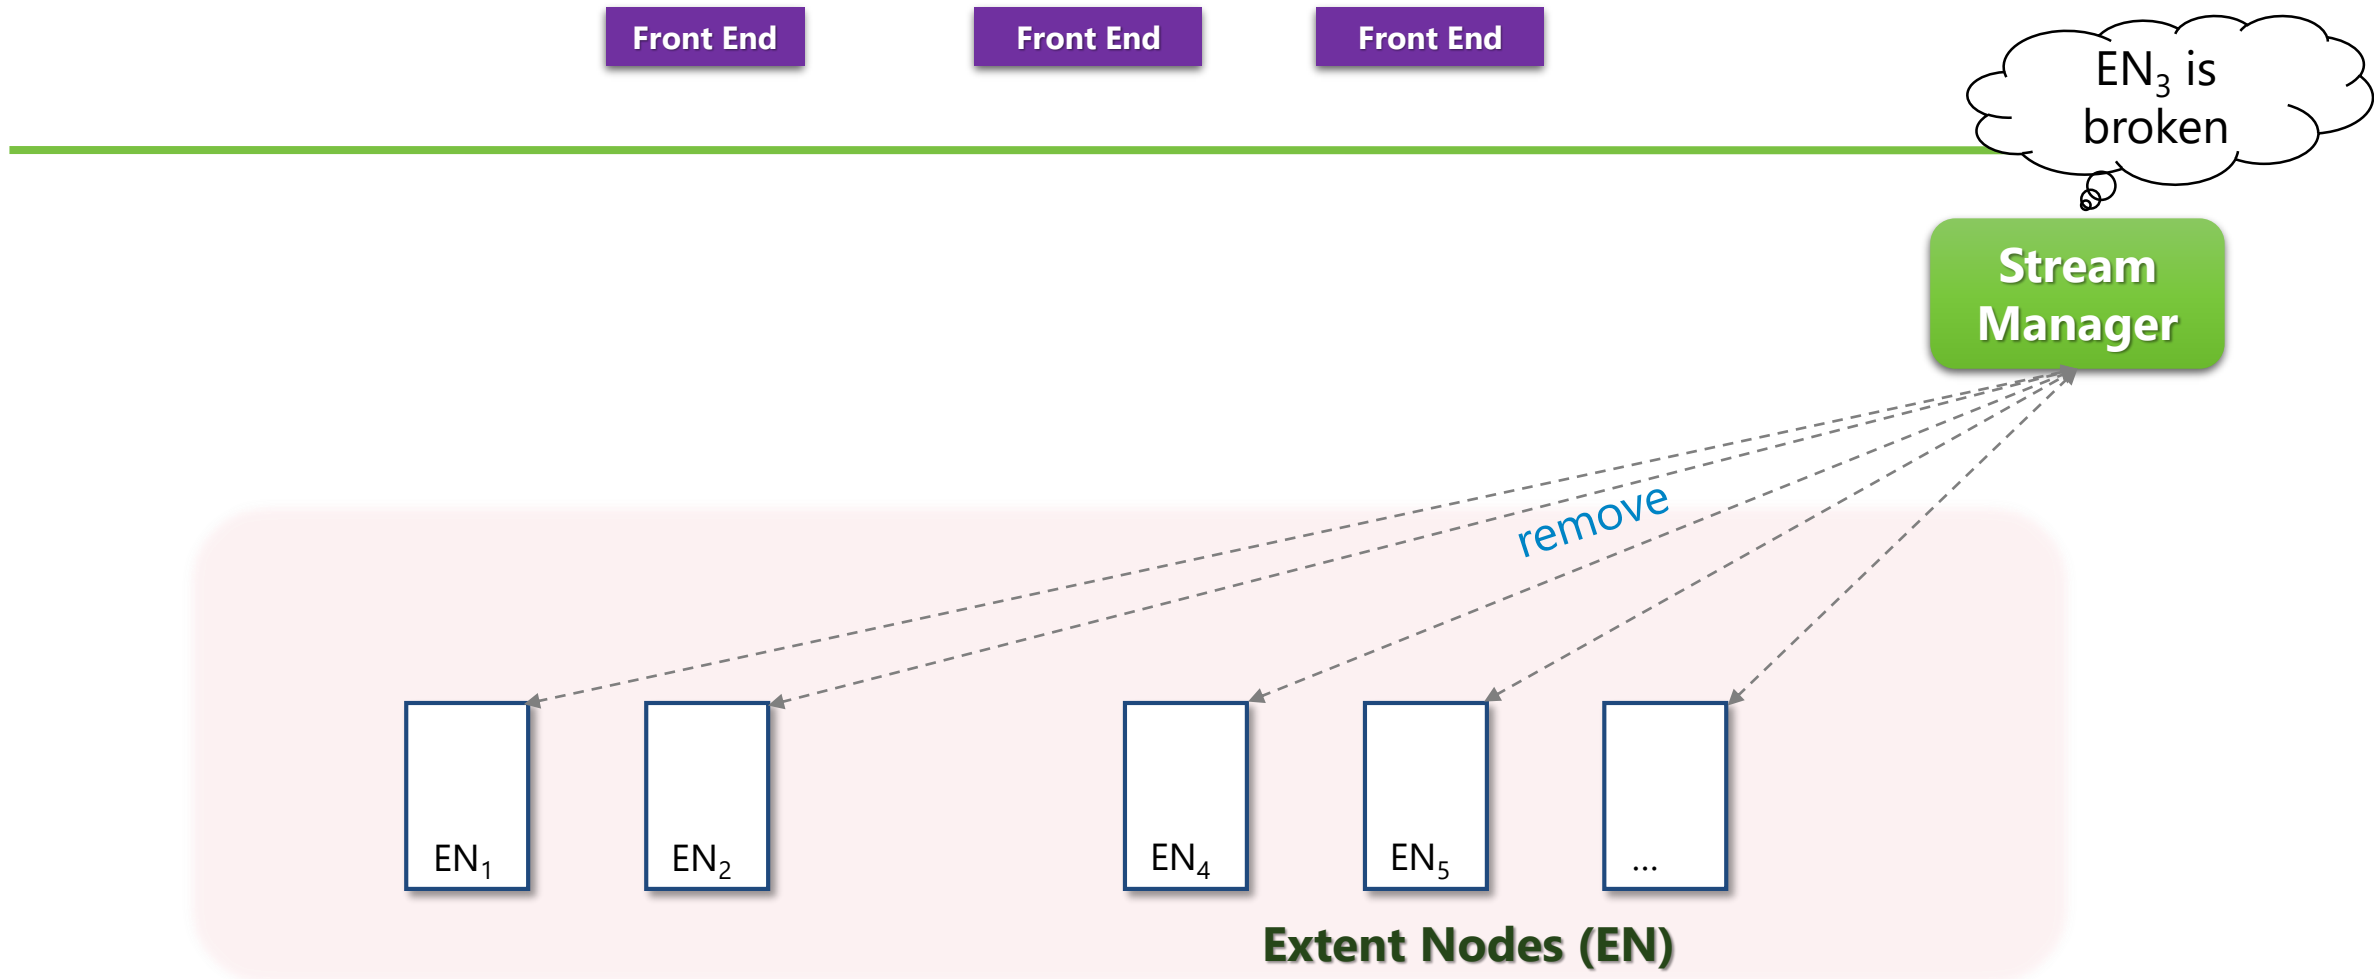 Front End
Front End
Front End
EN₃ is
broken
Stream
Manager
remove
EN₁
EN₂
EN₄
EN₅
...
Extent Nodes (EN)